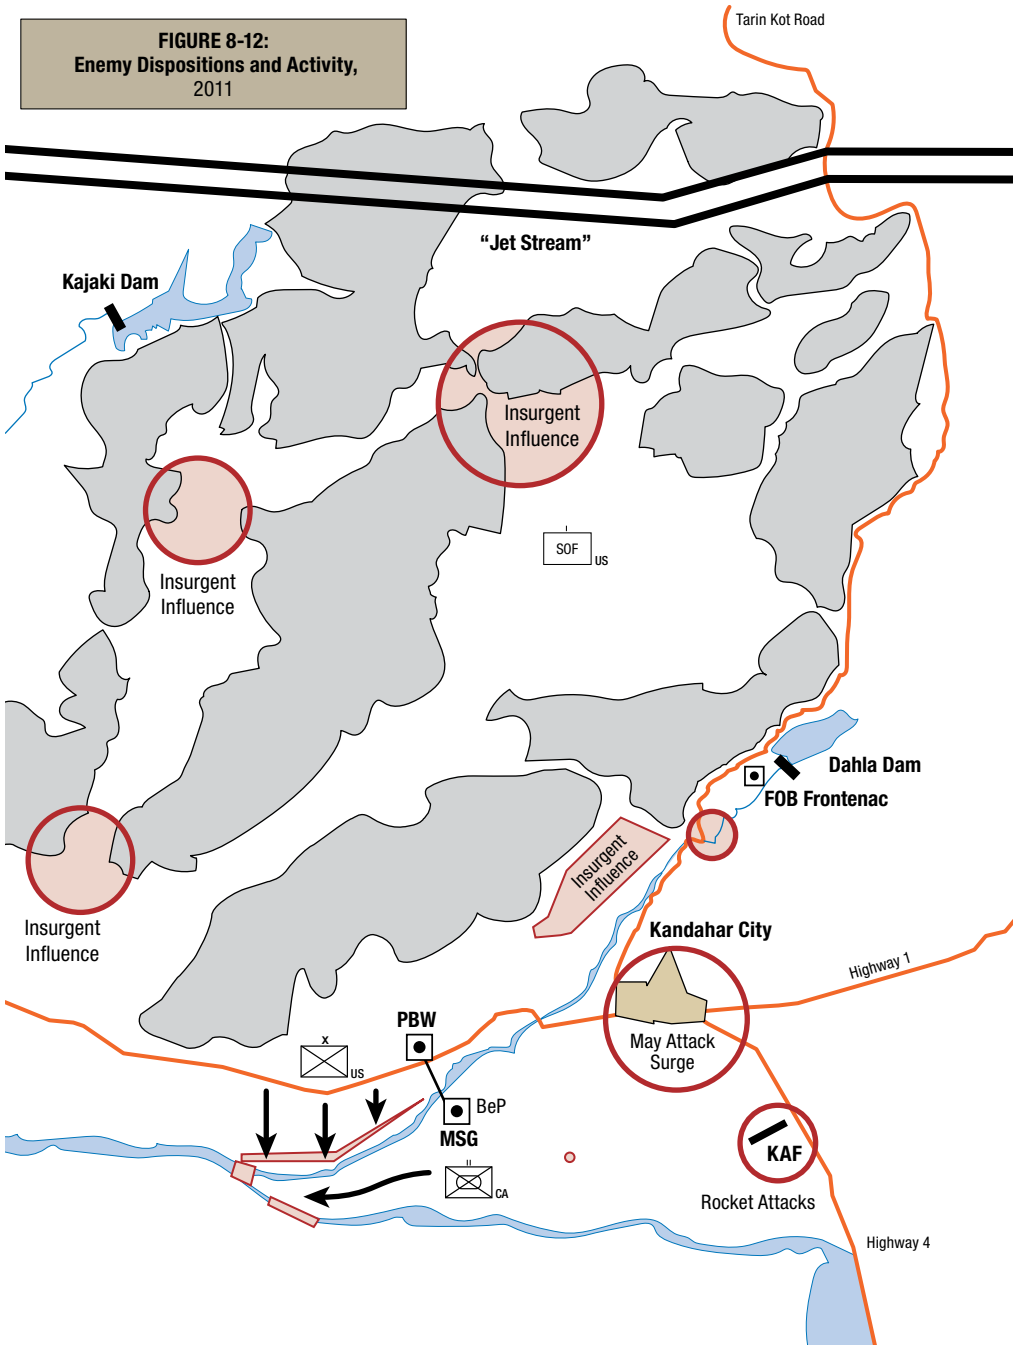 FIGURE 8-12:
Enemy Dispositions and Activity,
2011
Tarin Kot Road
“Jet Stream”
Kajaki Dam
Insurgent
Influence
I
SOF
US
Insurgent
Influence
Dahla Dam
FOB Frontenac
Insurgent
Influence
Insurgent
Influence
Kandahar City
Highway 1
PBW
X
US
May Attack
Surge
BeP
MSG
KAF
II
CA
Rocket Attacks
Highway 4